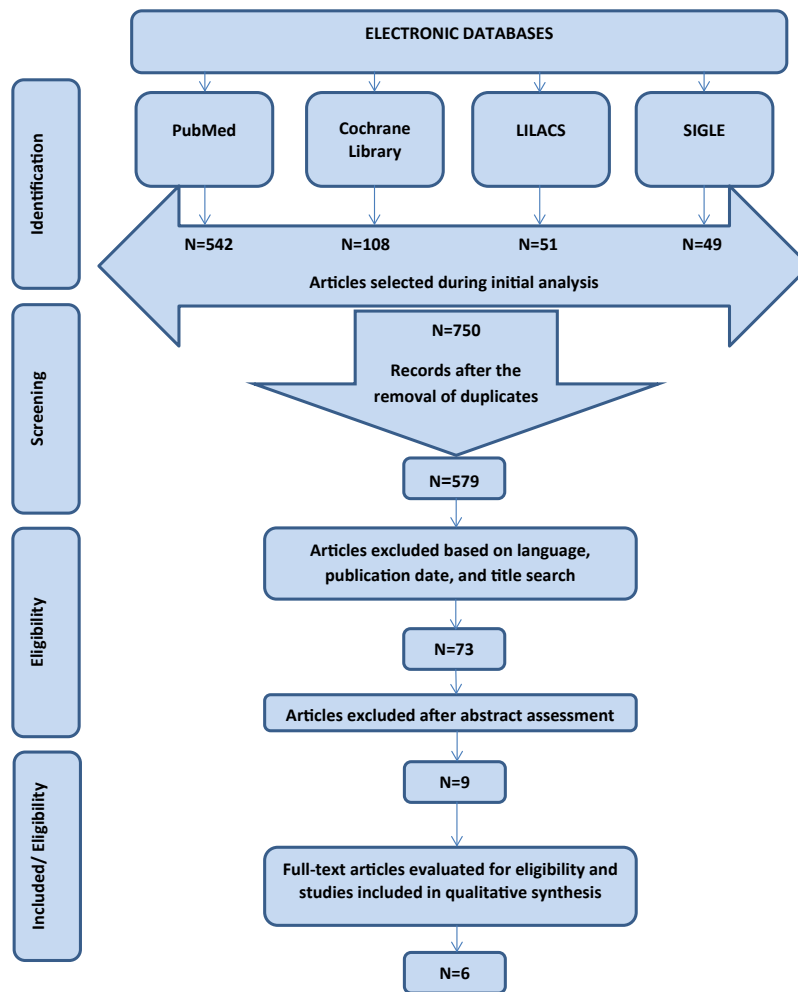 ELECTRONIC DATABASES
Identification
PubMed
Cochrane
Library
LILACS
SIGLE
N=542
N=108
N=51
N=49
Articles selected during initial analysis
Screening
N=750
Records after the
removal of duplicates
N=579
Eligibility
Articles excluded based on language,
publication date, and title search
N=73
Articles excluded after abstract assessment
Included/ Eligibility
N=9
Full-text articles evaluated for eligibility and
studies included in qualitative synthesis
N=6